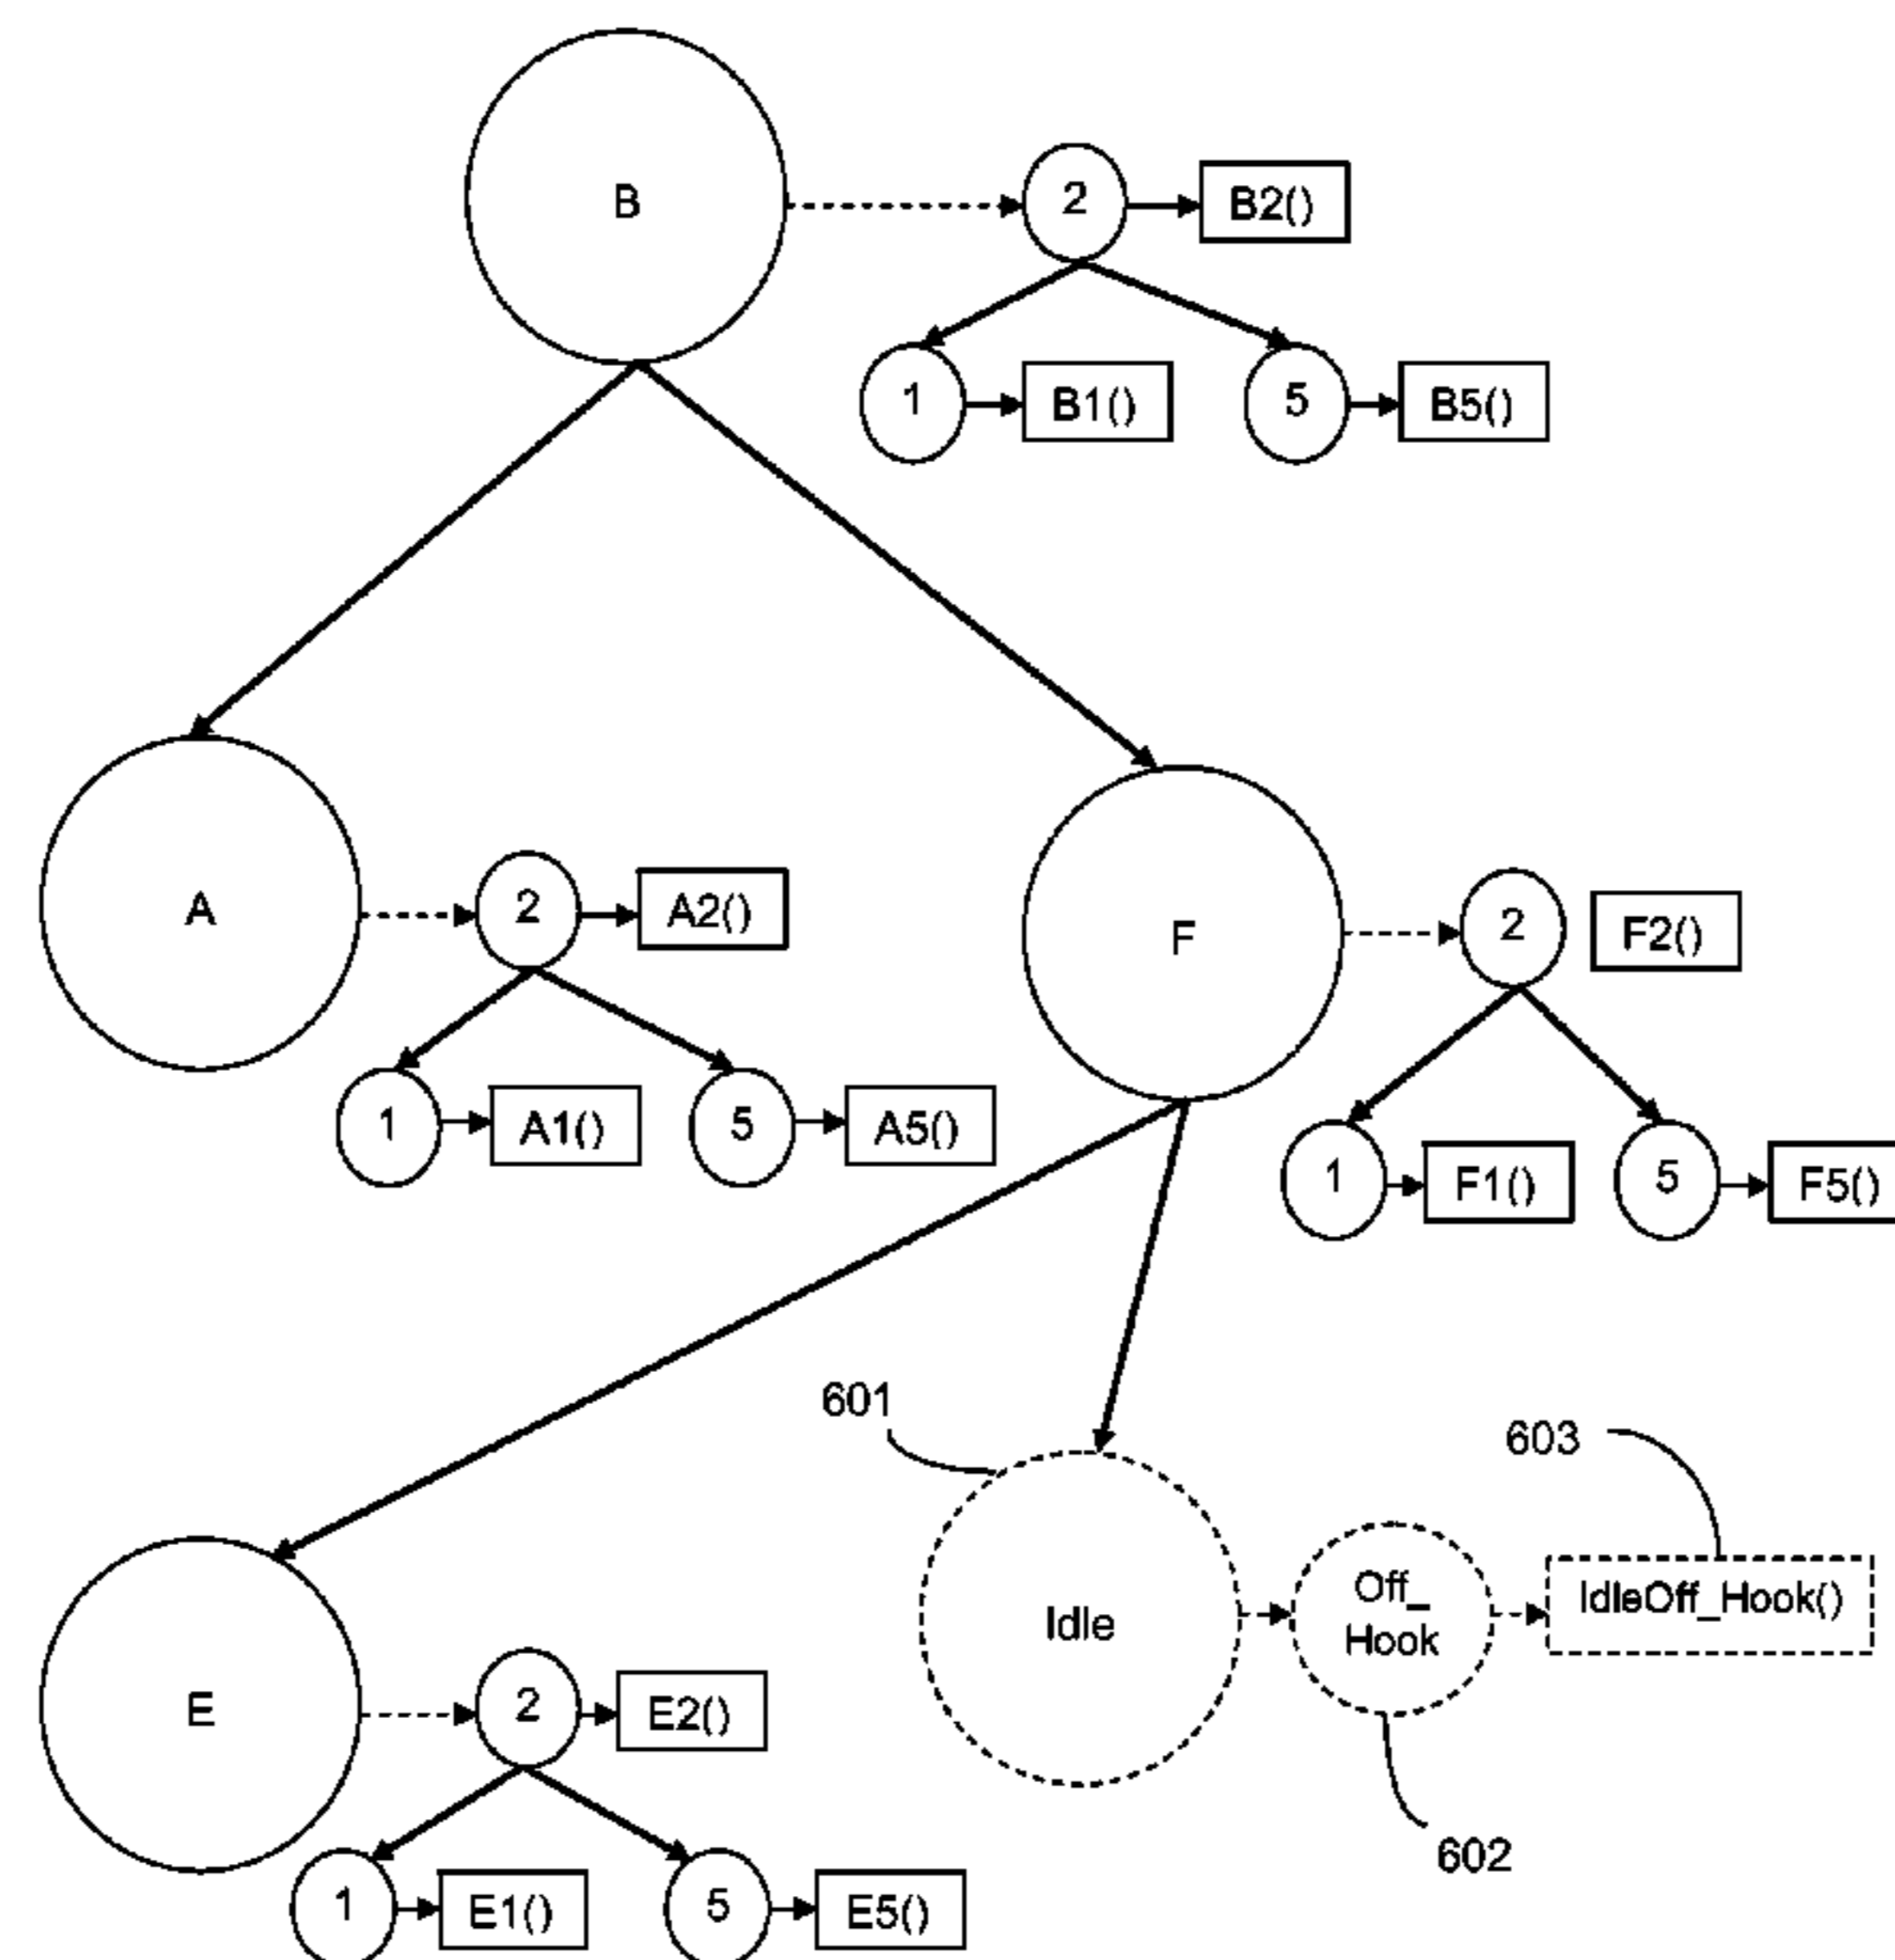 B
2
B2()
1
B1()
5
B5()
A
2
A2()
1
A1()
5
A5()
F
2
F2()
1
F1()
5
F5()
601
603
Idle
Off_
Hook
IdleOff_Hook()
602
E
2
E2()
1
E1()
5
E5()